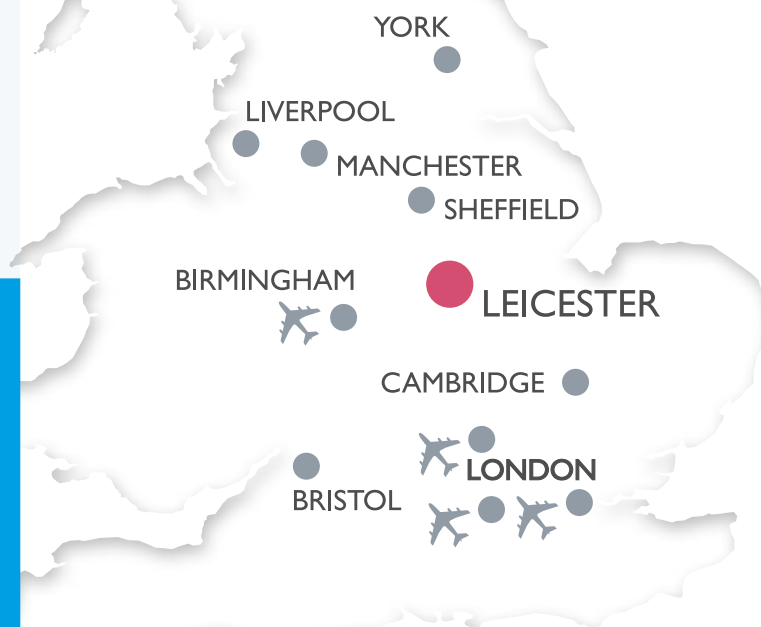 YORK
LIVERPOOL
MANCHESTER
SHEFFIELD
BIRMINGHAM
LEICESTER
CAMBRIDGE
LONDON
BRISTOL